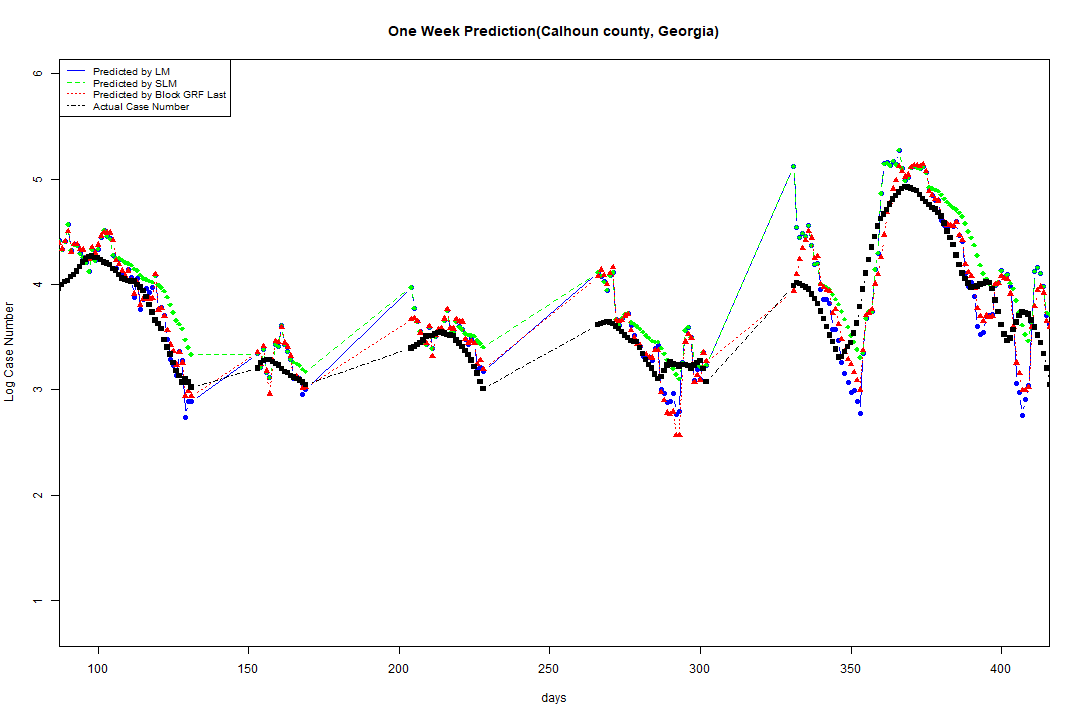 One Week Prediction(Calhoun county, Georgia)
Predicted by LM
Predicted by SLM
Predicted by Block GRF Last
Actual Case Number
Log Case Number
6
5
4
3
2
1
100 150 200 250 300 350 400
days